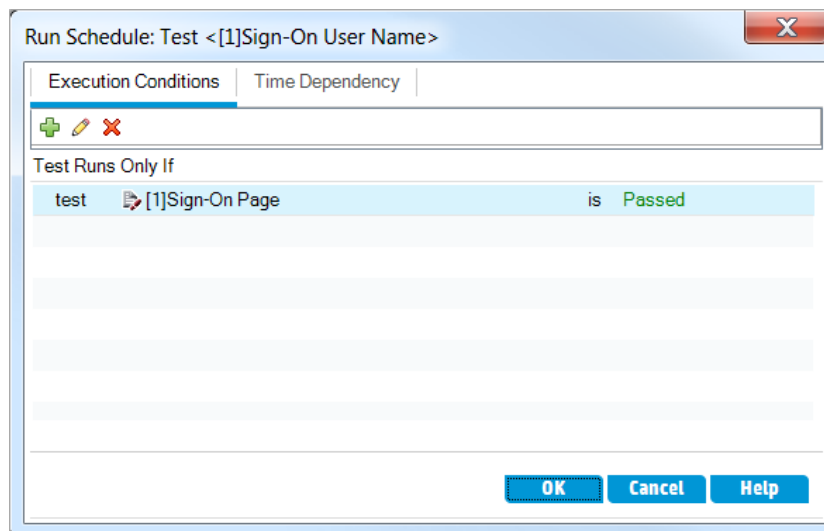 Run Schedule: Test <[1]Sign-On User Name>
Execution Conditions Time Dependency
Test Runs Only If
test [1]Sign-On Page is Passed
OK Cancel Help